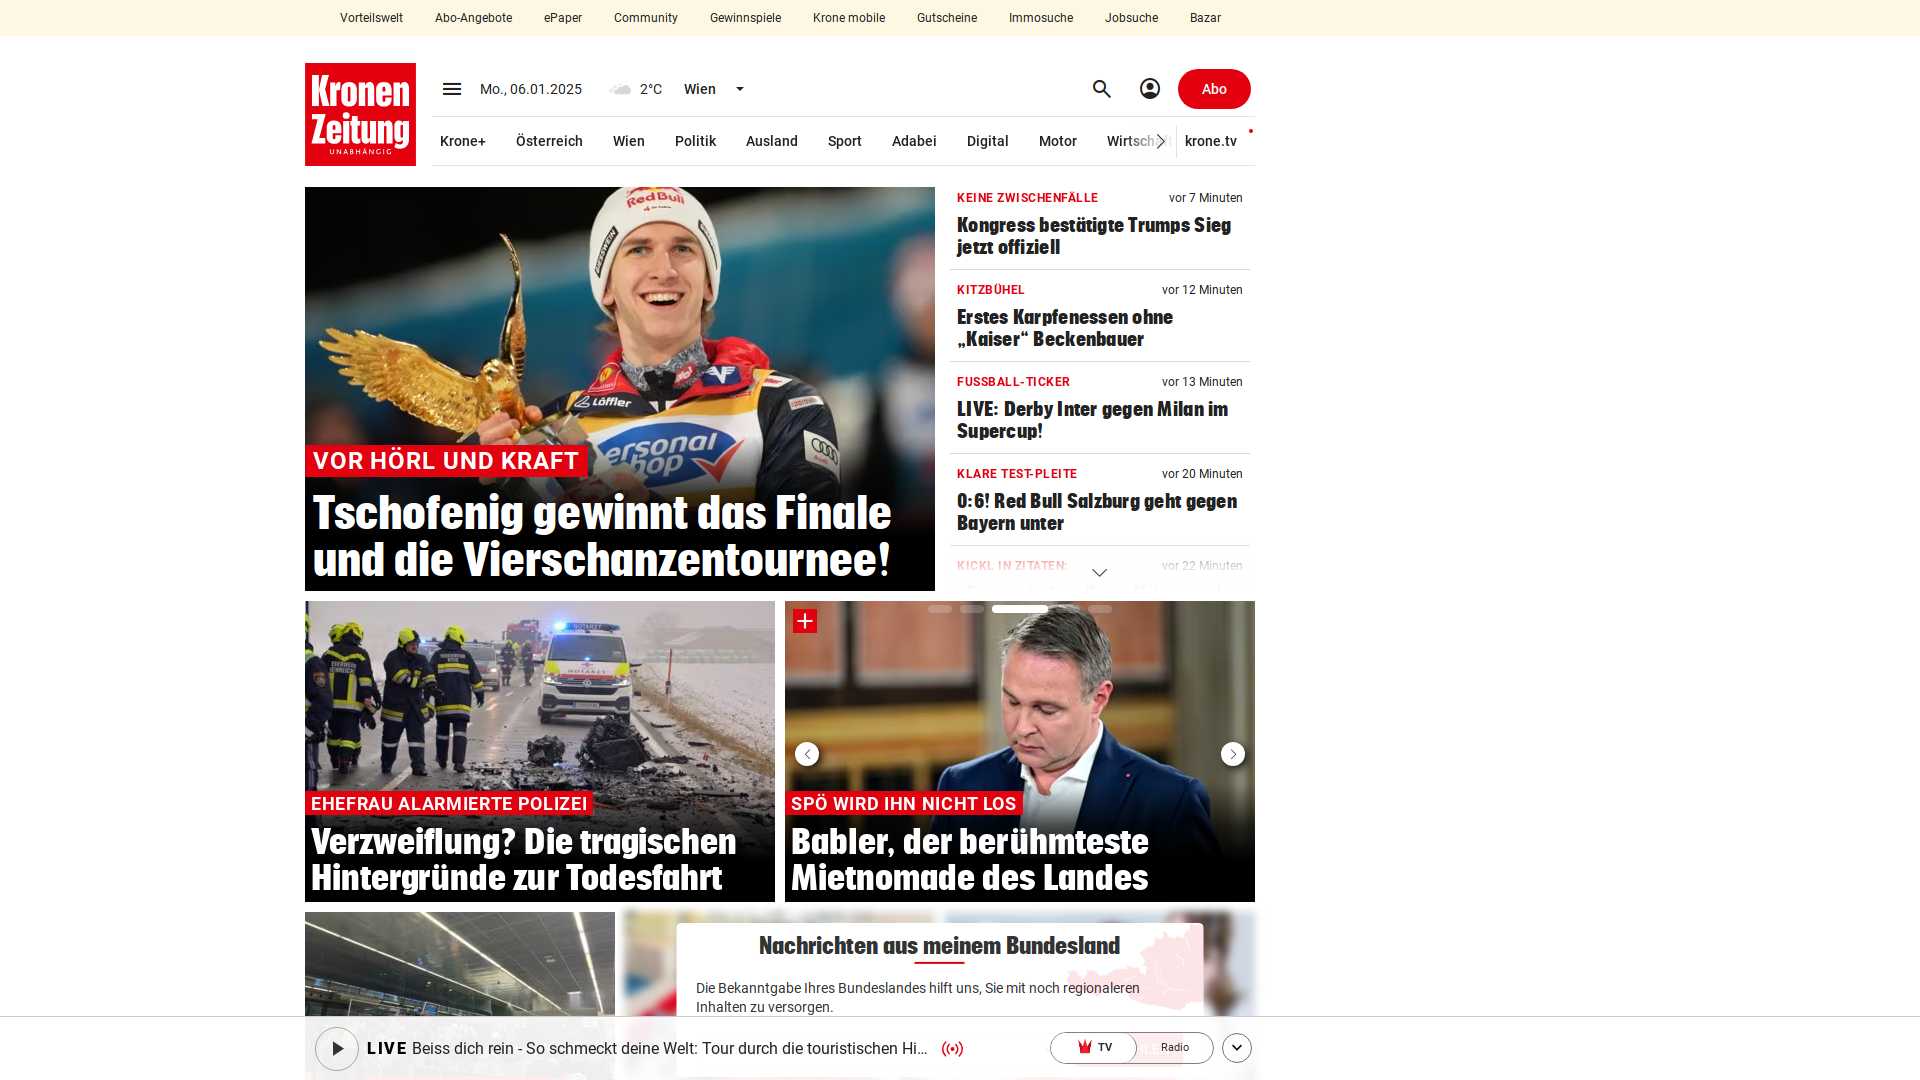 Vorteilswelt Abo-Angebote ePaper Community Gewinnspiele Krone mobile Gutscheine Immosuche Jobsuche Bazar
Kronen
Zeitung
UNABHÄNGIG
Mo., 06.01.2025 2°C Wien
Abo
Krone+ Österreich Wien Politik Ausland Sport Adabei Digital Motor Wirtschaft krone.tv
Red Bull
Löffler
Audi
VOR HÖRL UND KRAFT
Tschofenig gewinnt das Finale
und die Vierschanzentournee!
KEINE ZWISCHENFÄLLE vor 7 Minuten
Kongress bestätigte Trumps Sieg
jetzt offiziell
KITZBÜHEL vor 12 Minuten
Erstes Karpfenessen ohne
„Kaiser“ Beckenbauer
FUSSBALL-TICKER vor 13 Minuten
LIVE: Derby Inter gegen Milan im
Supercup!
KLARE TEST-PLEITE vor 20 Minuten
0:6! Red Bull Salzburg geht gegen
Bayern unter
KICKL IN ZITATEN: vor 22 Minuten
NOTARZT
NOTARZT
EHEFRAU ALARMIERTE POLIZEI
Verzweiflung? Die tragischen
Hintergründe zur Todesfahrt
SPÖ WIRD IHN NICHT LOS
Babler, der berühmteste
Mietnomade des Landes
Nachrichten aus meinem Bundesland
Die Bekanntgabe Ihres Bundeslandes hilft uns, Sie mit noch regionaleren
Inhalten zu versorgen.
LIVE Beiss dich rein - So schmeckt deine Welt: Tour durch die touristischen Hi...
TV Radio